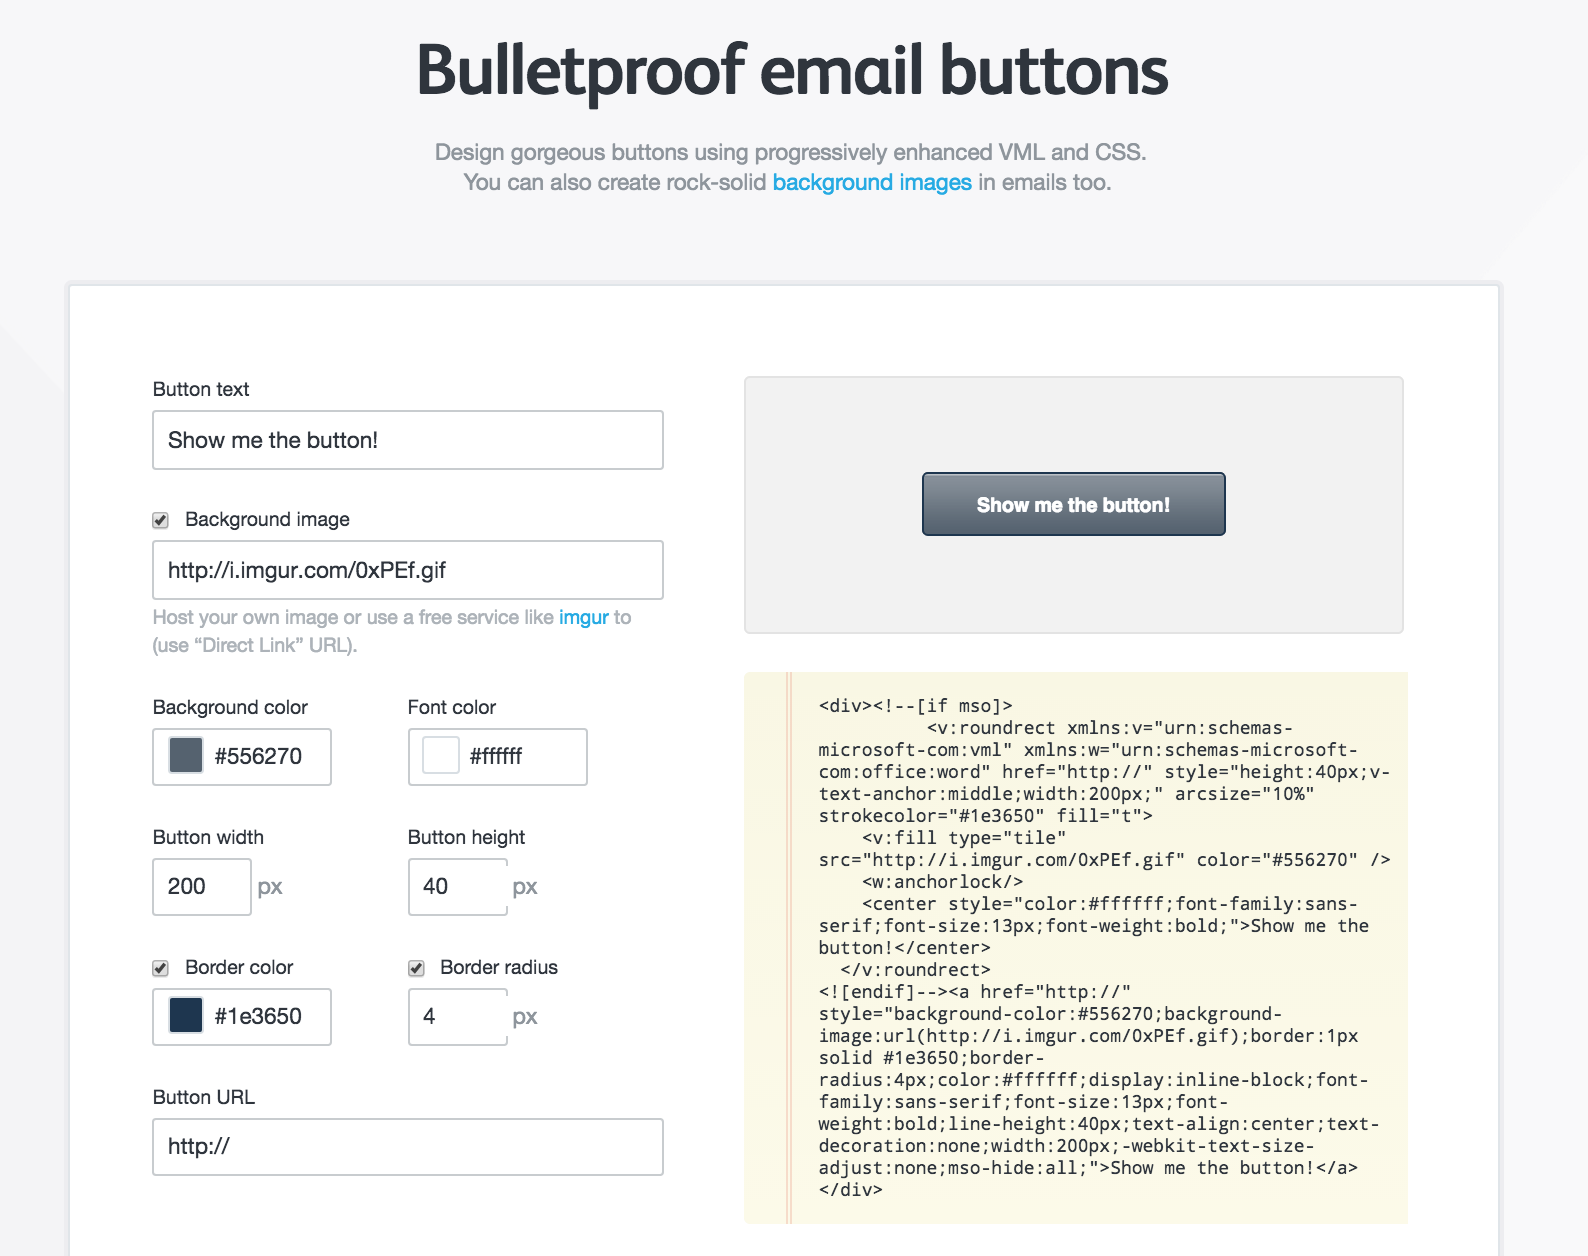 Bulletproof email buttons
Design gorgeous buttons using progressively enhanced VML and CSS.
You can also create rock-solid background images in emails too.
Button text
Show me the button!
Background image
http://i.imgur.com/0xPEf.gif
Host your own image or use a free service like imgur to
(use “Direct Link” URL).
Background color
Font color
#556270
#ffffff
Button width
Button height
200 px
40 px
Border color
Border radius
#1e3650
4 px
Button URL
http://
Show me the button!
<div><!--[if mso]>
<v:roundrect xmlns:v="urn:schemas-
microsoft-com:vml" xmlns:w="urn:schemas-microsoft-
com:office:word" href="http://" style="height:40px;v-
text-anchor:middle;width:200px;" arcsize="10%"
strokecolor="#1e3650" fill="t">
<v:fill type="tile"
src="http://i.imgur.com/0xPEf.gif" color="#556270" />
<w:anchorlock/>
<center style="color:#ffffff;font-family:sans-
serif;font-size:13px;font-weight:bold;">Show me the
button!</center>
</v:roundrect>
<![endif]--><a href="http://"
style="background-color:#556270;background-
image:url(http://i.imgur.com/0xPEf.gif);border:1px
solid #1e3650;border-
radius:4px;color:#ffffff;display:inline-block;font-
family:sans-serif;font-size:13px;font-
weight:bold;line-height:40px;text-align:center;text-
decoration:none;width:200px;-webkit-text-size-
adjust:none;mso-hide:all;">Show me the button!</a>
</div>